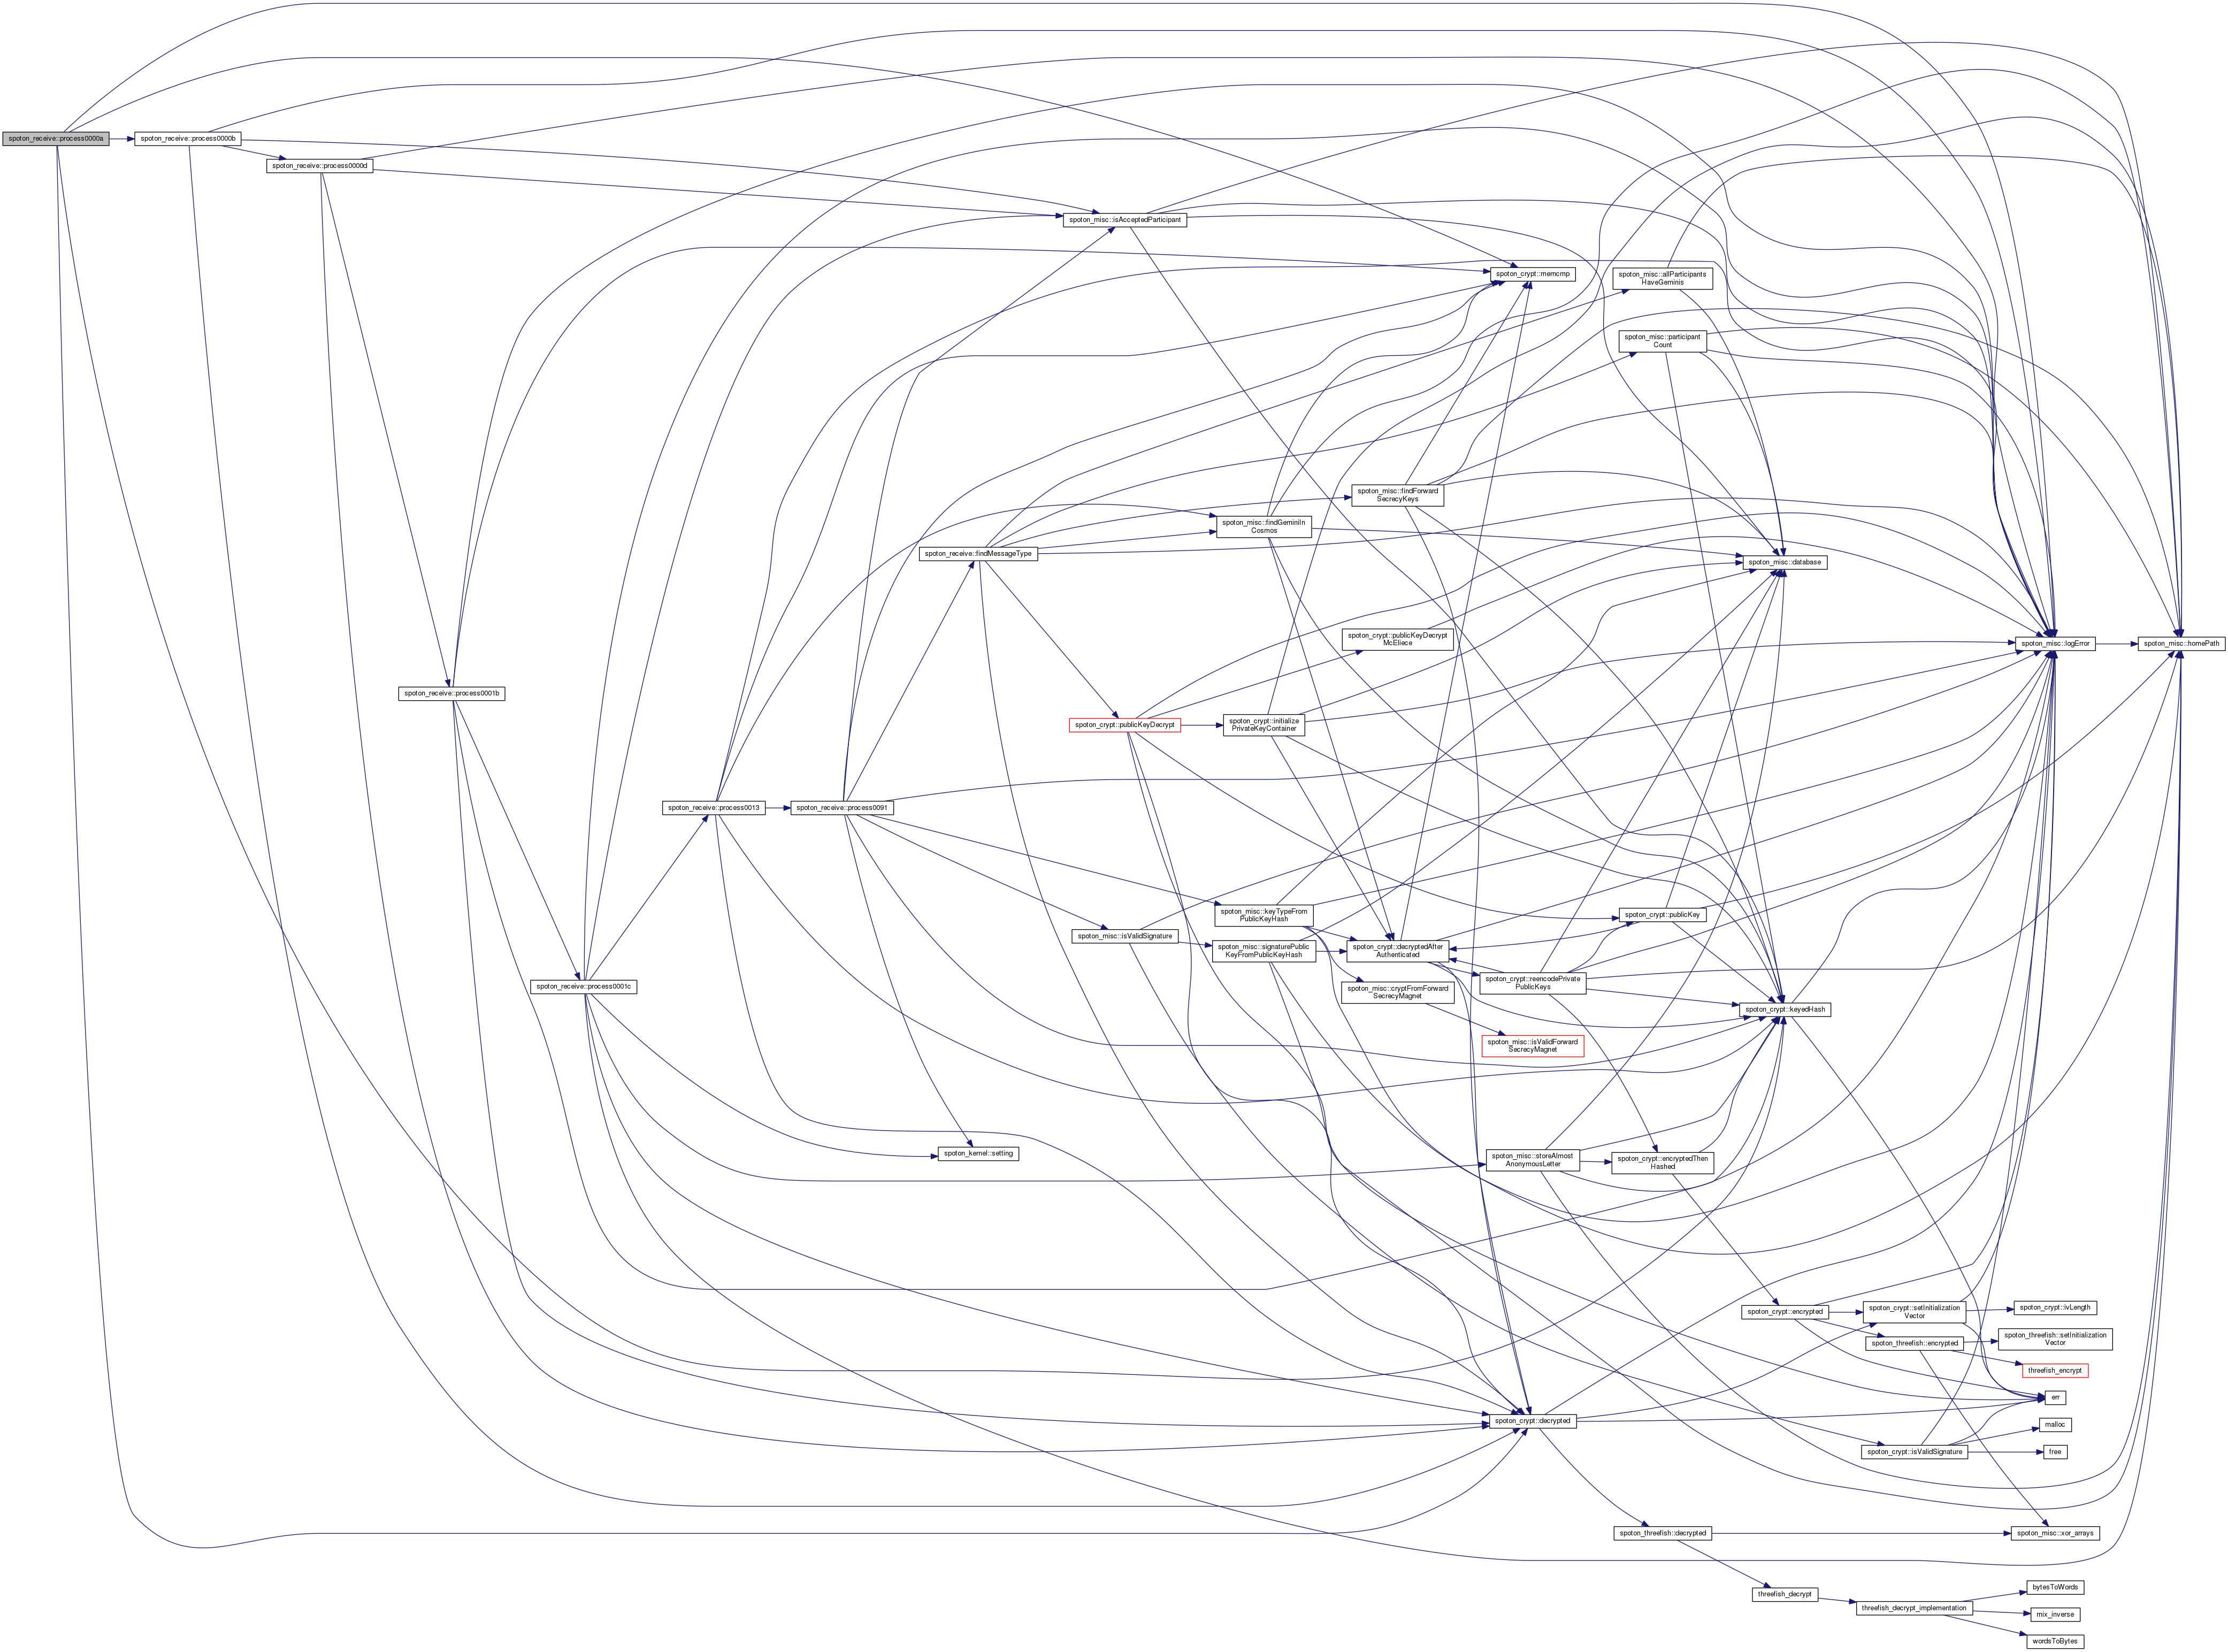 spoton_receive::process0000a
spoton_receive::process0000b
spoton_receive::process0000d
spoton_misc::isAcceptedParticipant
spoton_crypt::memcmp
spoton_misc::allParticipants
HaveGeminis
spoton_misc::participant
Count
spoton_misc::findForward
SecrecyKeys
spoton_misc::findGeminiIn
Cosmos
spoton_receive::findMessageType
spoton_misc::database
spoton_crypt::publicKeyDecrypt
McEliece
spoton_misc::logError
spoton_misc::homePath
spoton_receive::process0001b
spoton_crypt::publicKeyDecrypt
spoton_crypt::initialize
PrivateKeyContainer
spoton_receive::process0013
spoton_receive::process0091
spoton_misc::keyTypeFrom
PublicKeyHash
spoton_crypt::publicKey
spoton_misc::isValidSignature
spoton_misc::signaturePublic
KeyFromPublicKeyHash
spoton_crypt::decryptedAfter
Authenticated
spoton_receive::process0001c
spoton_misc::cryptFromForward
SecrecyMagnet
spoton_crypt::reencodePrivate
PublicKeys
spoton_crypt::keyedHash
spoton_misc::isValidForward
SecrecyMagnet
spoton_kernel::setting
spoton_misc::storeAlmost
AnonymousLetter
spoton_crypt::encryptedThen
Hashed
spoton_crypt::encrypted
spoton_crypt::setInitialization
Vector
spoton_crypt::ivLength
spoton_threefish::encrypted
spoton_threefish::setInitialization
Vector
threefish_encrypt
err
spoton_crypt::decrypted
malloc
spoton_crypt::isValidSignature
free
spoton_threefish::decrypted
spoton_misc::xor_arrays
threefish_decrypt
threefish_decrypt_implementation
bytesToWords
mix_inverse
wordsToBytes